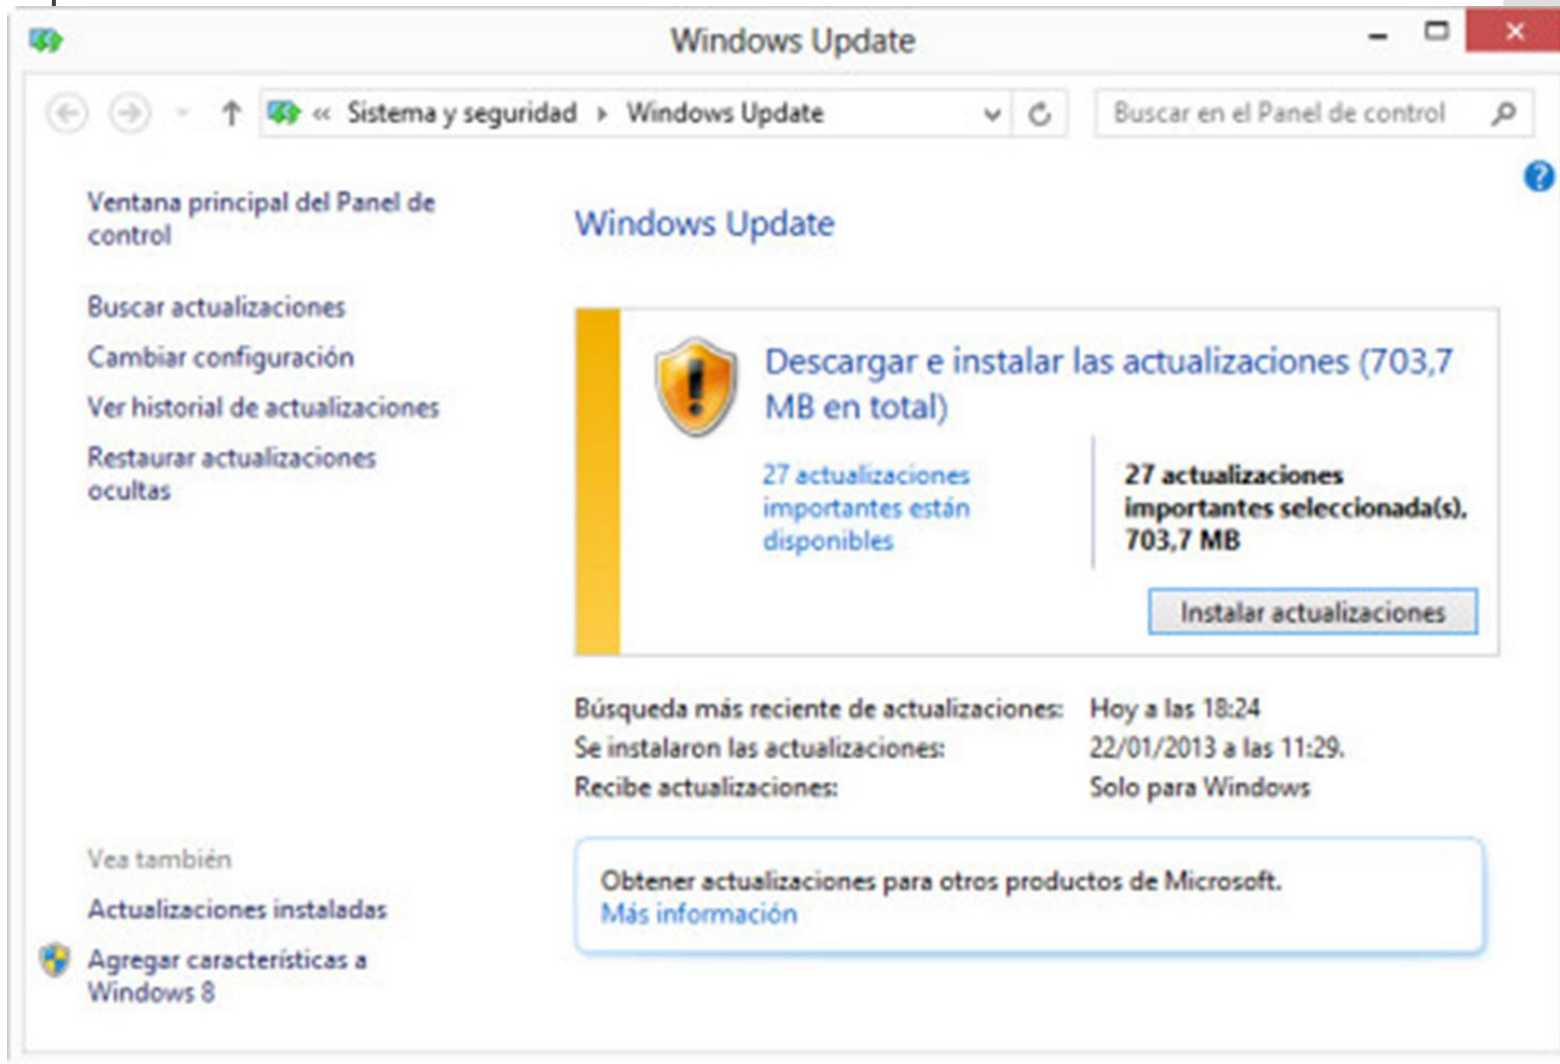 Windows Update
« Sistema y seguridad ▸ Windows Update
Buscar en el Panel de control
Ventana principal del Panel de
control
Buscar actualizaciones
Cambiar configuración
Ver historial de actualizaciones
Restaurar actualizaciones
ocultas
Vea también
Actualizaciones instaladas
Agregar características a
Windows 8
Windows Update
Descargar e instalar las actualizaciones (703,7
MB en total)
27 actualizaciones
importantes están
disponibles
27 actualizaciones
importantes seleccionada(s).
703,7 MB
Instalar actualizaciones
Búsqueda más reciente de actualizaciones: Hoy a las 18:24
Se instalaron las actualizaciones: 22/01/2013 a las 11:29.
Recibe actualizaciones: Solo para Windows
Obtener actualizaciones para otros productos de Microsoft.
Más información